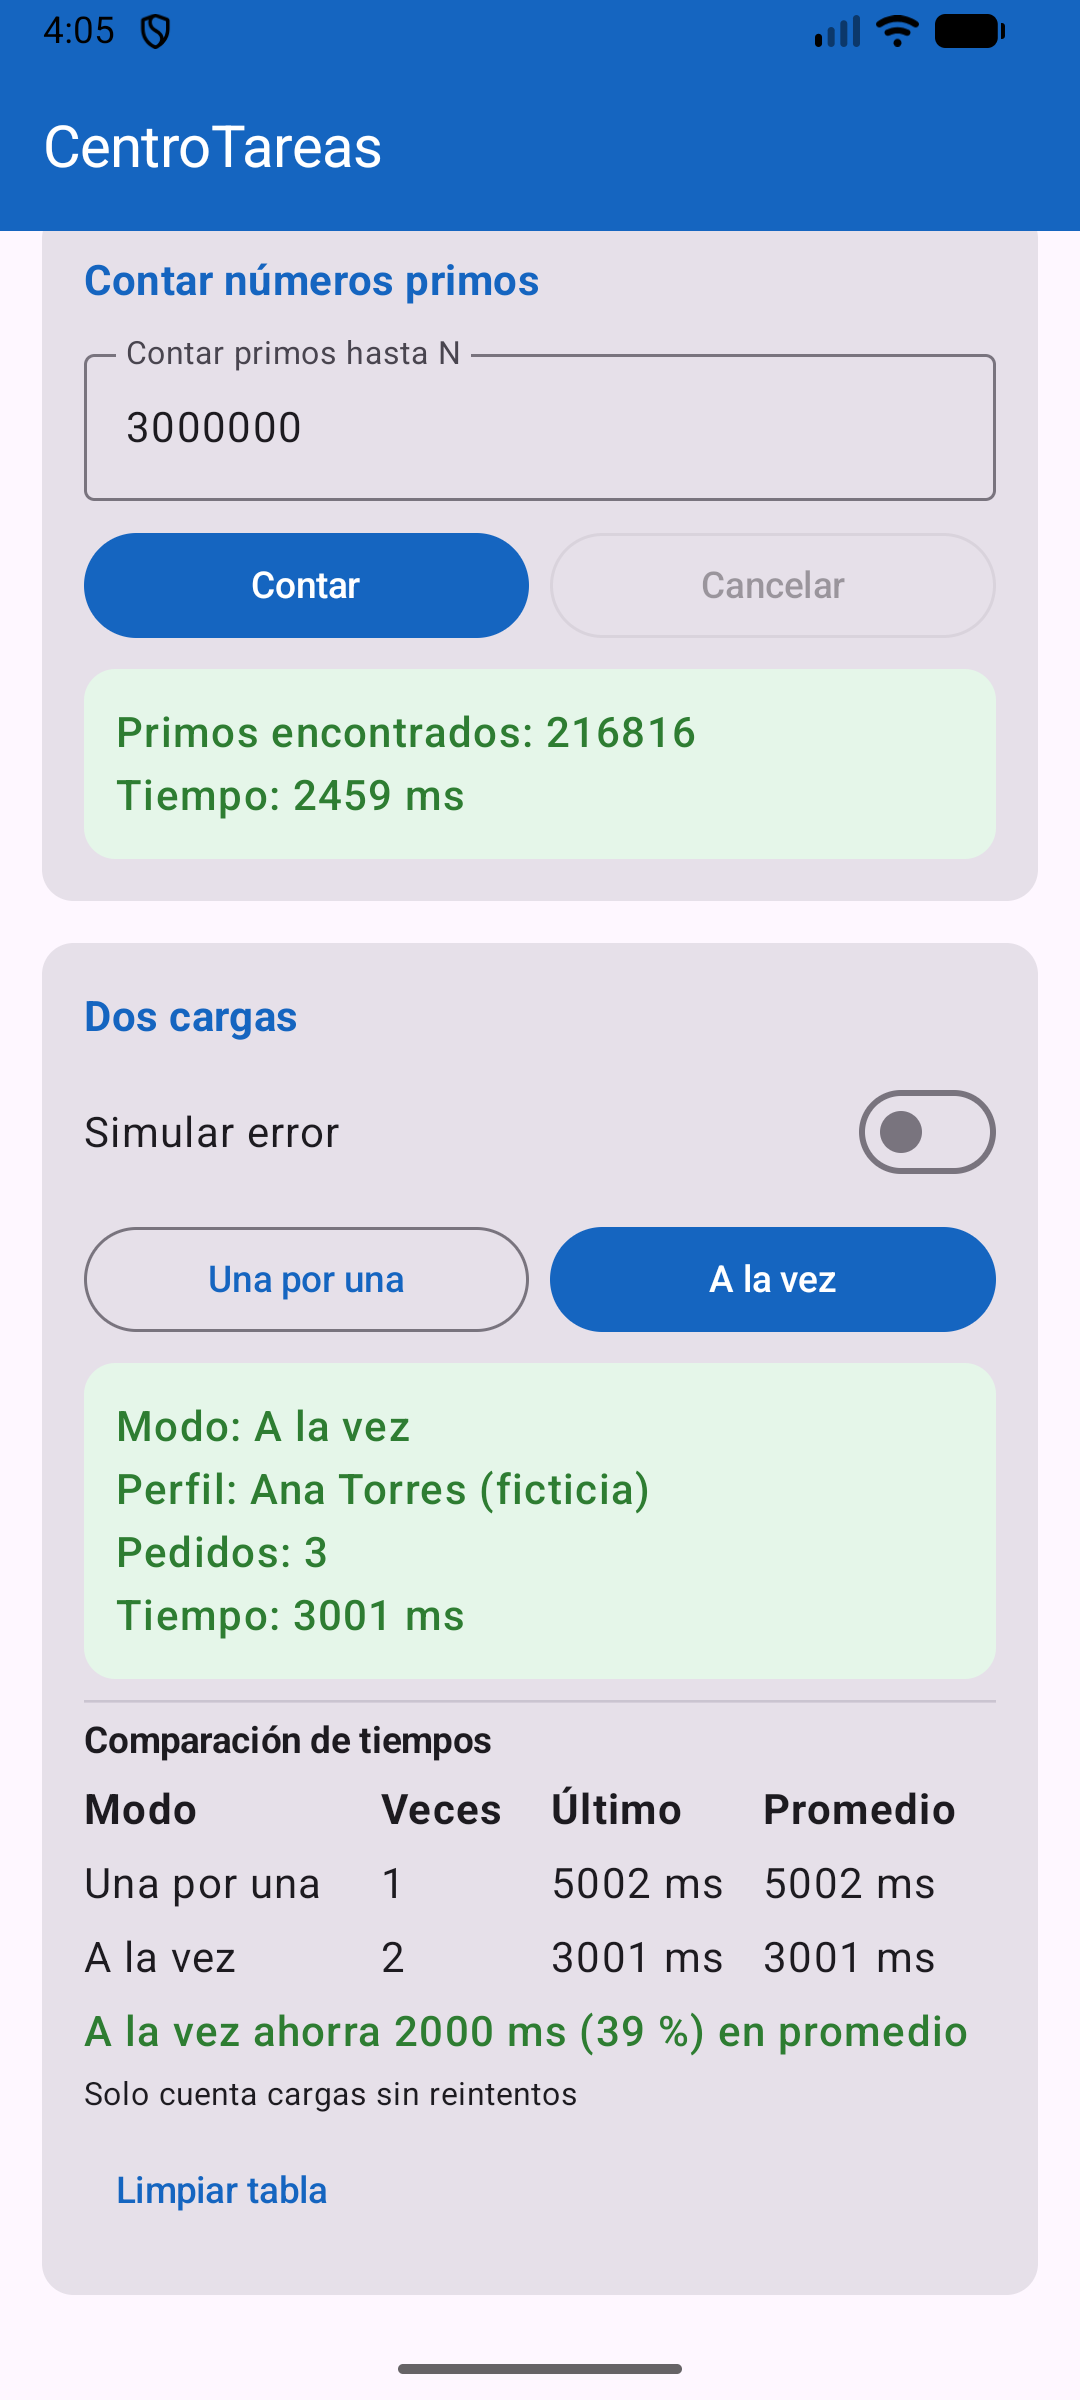 4:05
CentroTareas
Contar números primos
Contar primos hasta N
3000000
Contar
Cancelar
Primos encontrados: 216816
Tiempo: 2459 ms
Dos cargas
Simular error
Una por una
A la vez
Modo: A la vez
Perfil: Ana Torres (ficticia)
Pedidos: 3
Tiempo: 3001 ms
Comparación de tiempos
Modo Veces Último Promedio
Una por una 1 5002 ms 5002 ms
A la vez 2 3001 ms 3001 ms
A la vez ahorra 2000 ms (39 %) en promedio
Solo cuenta cargas sin reintentos
Limpiar tabla